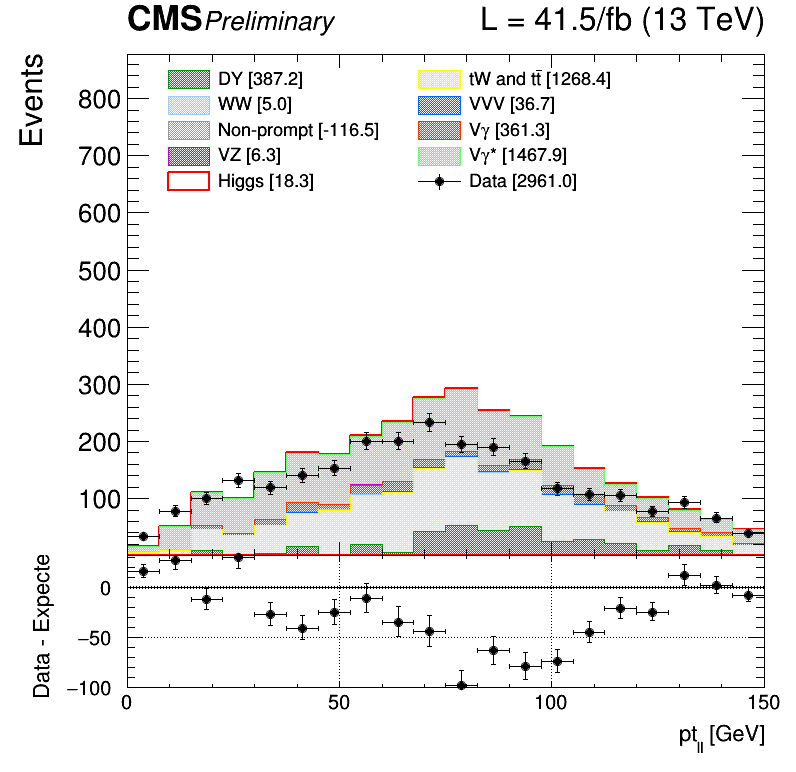 CMS Preliminary L = 41.5/fb (13 TeV)
Events
800
700
600
500
400
300
200
100
DY [387.2]
WW [5.0]
Non-prompt [-116.5]
VZ [6.3]
Higgs [18.3]
tW and tt̄ [1268.4]
VVV [36.7]
Vγ [361.3]
Vγ* [1467.9]
Data [2961.0]
Data - Expecte
0
−50
−100
0 50 100 150
pt_ll [GeV]